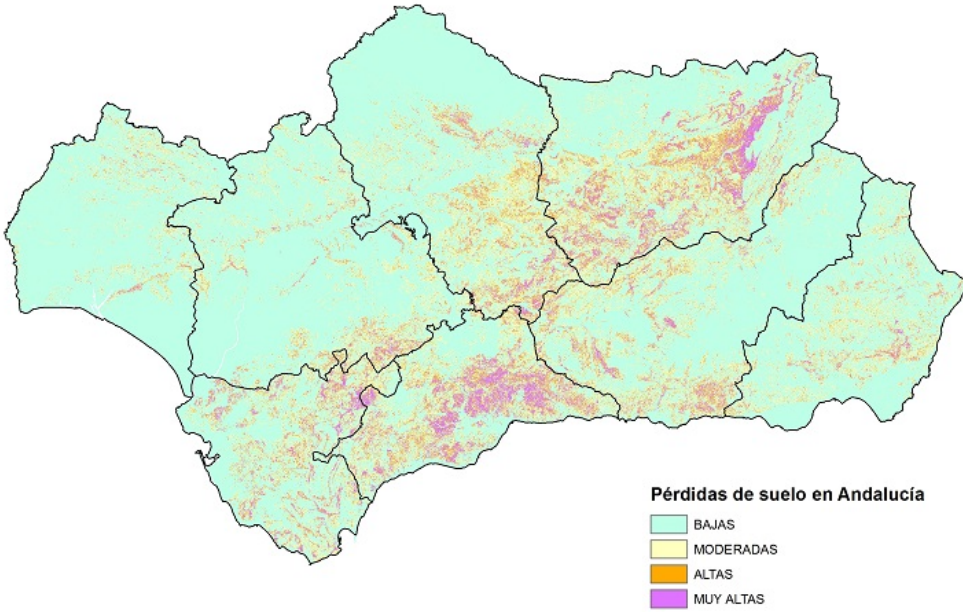 Pérdidas de suelo en Andalucía
BAJAS
MODERADAS
ALTAS
MUY ALTAS